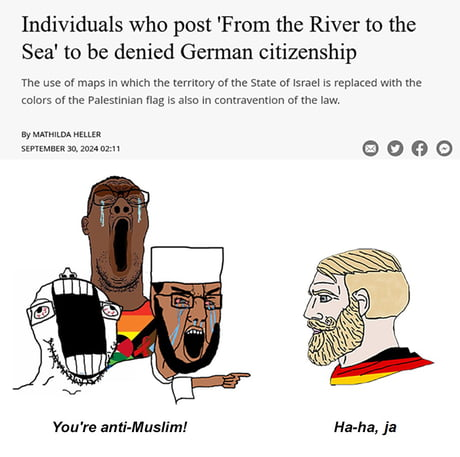 Individuals who post 'From the River to the
Sea' to be denied German citizenship
The use of maps in which the territory of the State of Israel is replaced with the
colors of the Palestinian flag is also in contravention of the law.
By MATHILDA HELLER
SEPTEMBER 30, 2024 02:11
You're anti-Muslim!
Ha-ha, ja